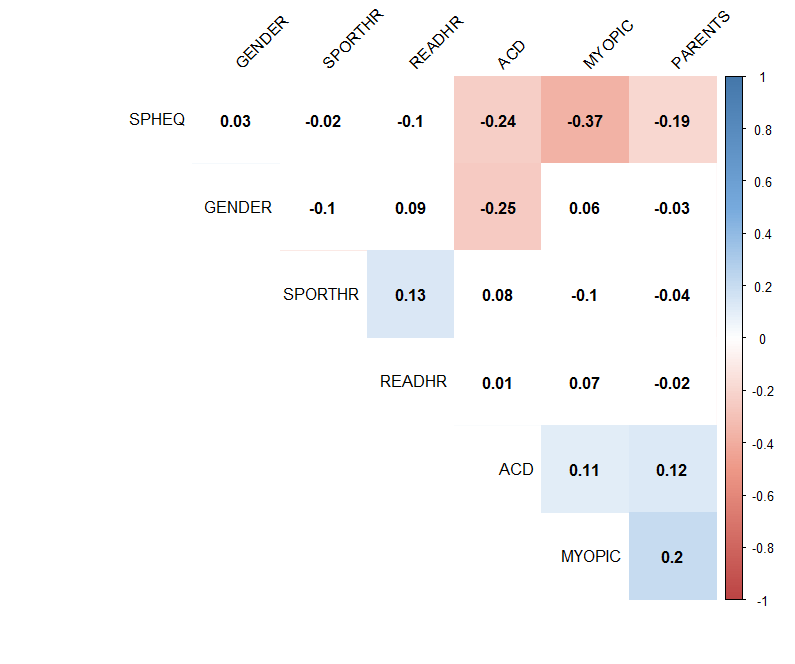 GENDER SPORTHR READHR ACD MYOPIC PARENTS
SPHEQ 0.03 -0.02 -0.1 -0.24 -0.37 -0.19
GENDER -0.1 0.09 -0.25 0.06 -0.03
SPORTHR 0.13 0.08 -0.1 -0.04
READHR 0.01 0.07 -0.02
ACD 0.11 0.12
MYOPIC 0.2
1
0.8
0.6
0.4
0.2
0
-0.2
-0.4
-0.6
-0.8
-1